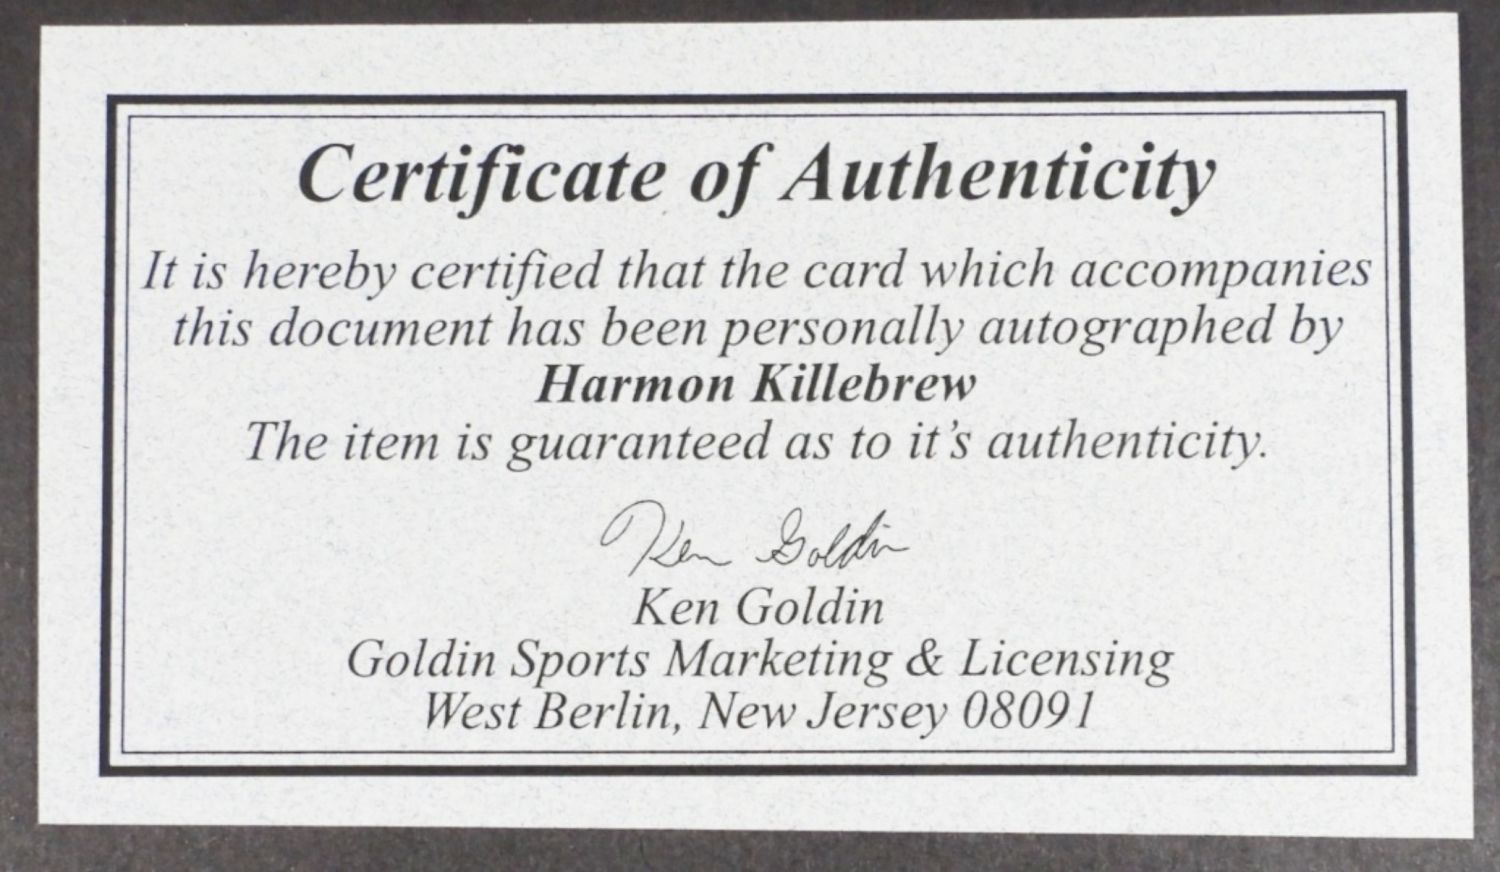 Certificate of Authenticity
It is hereby certified that the card which accompanies
this document has been personally autographed by
Harmon Killebrew
The item is guaranteed as to it's authenticity.
Ken Goldin
Ken Goldin
Goldin Sports Marketing & Licensing
West Berlin, New Jersey 08091